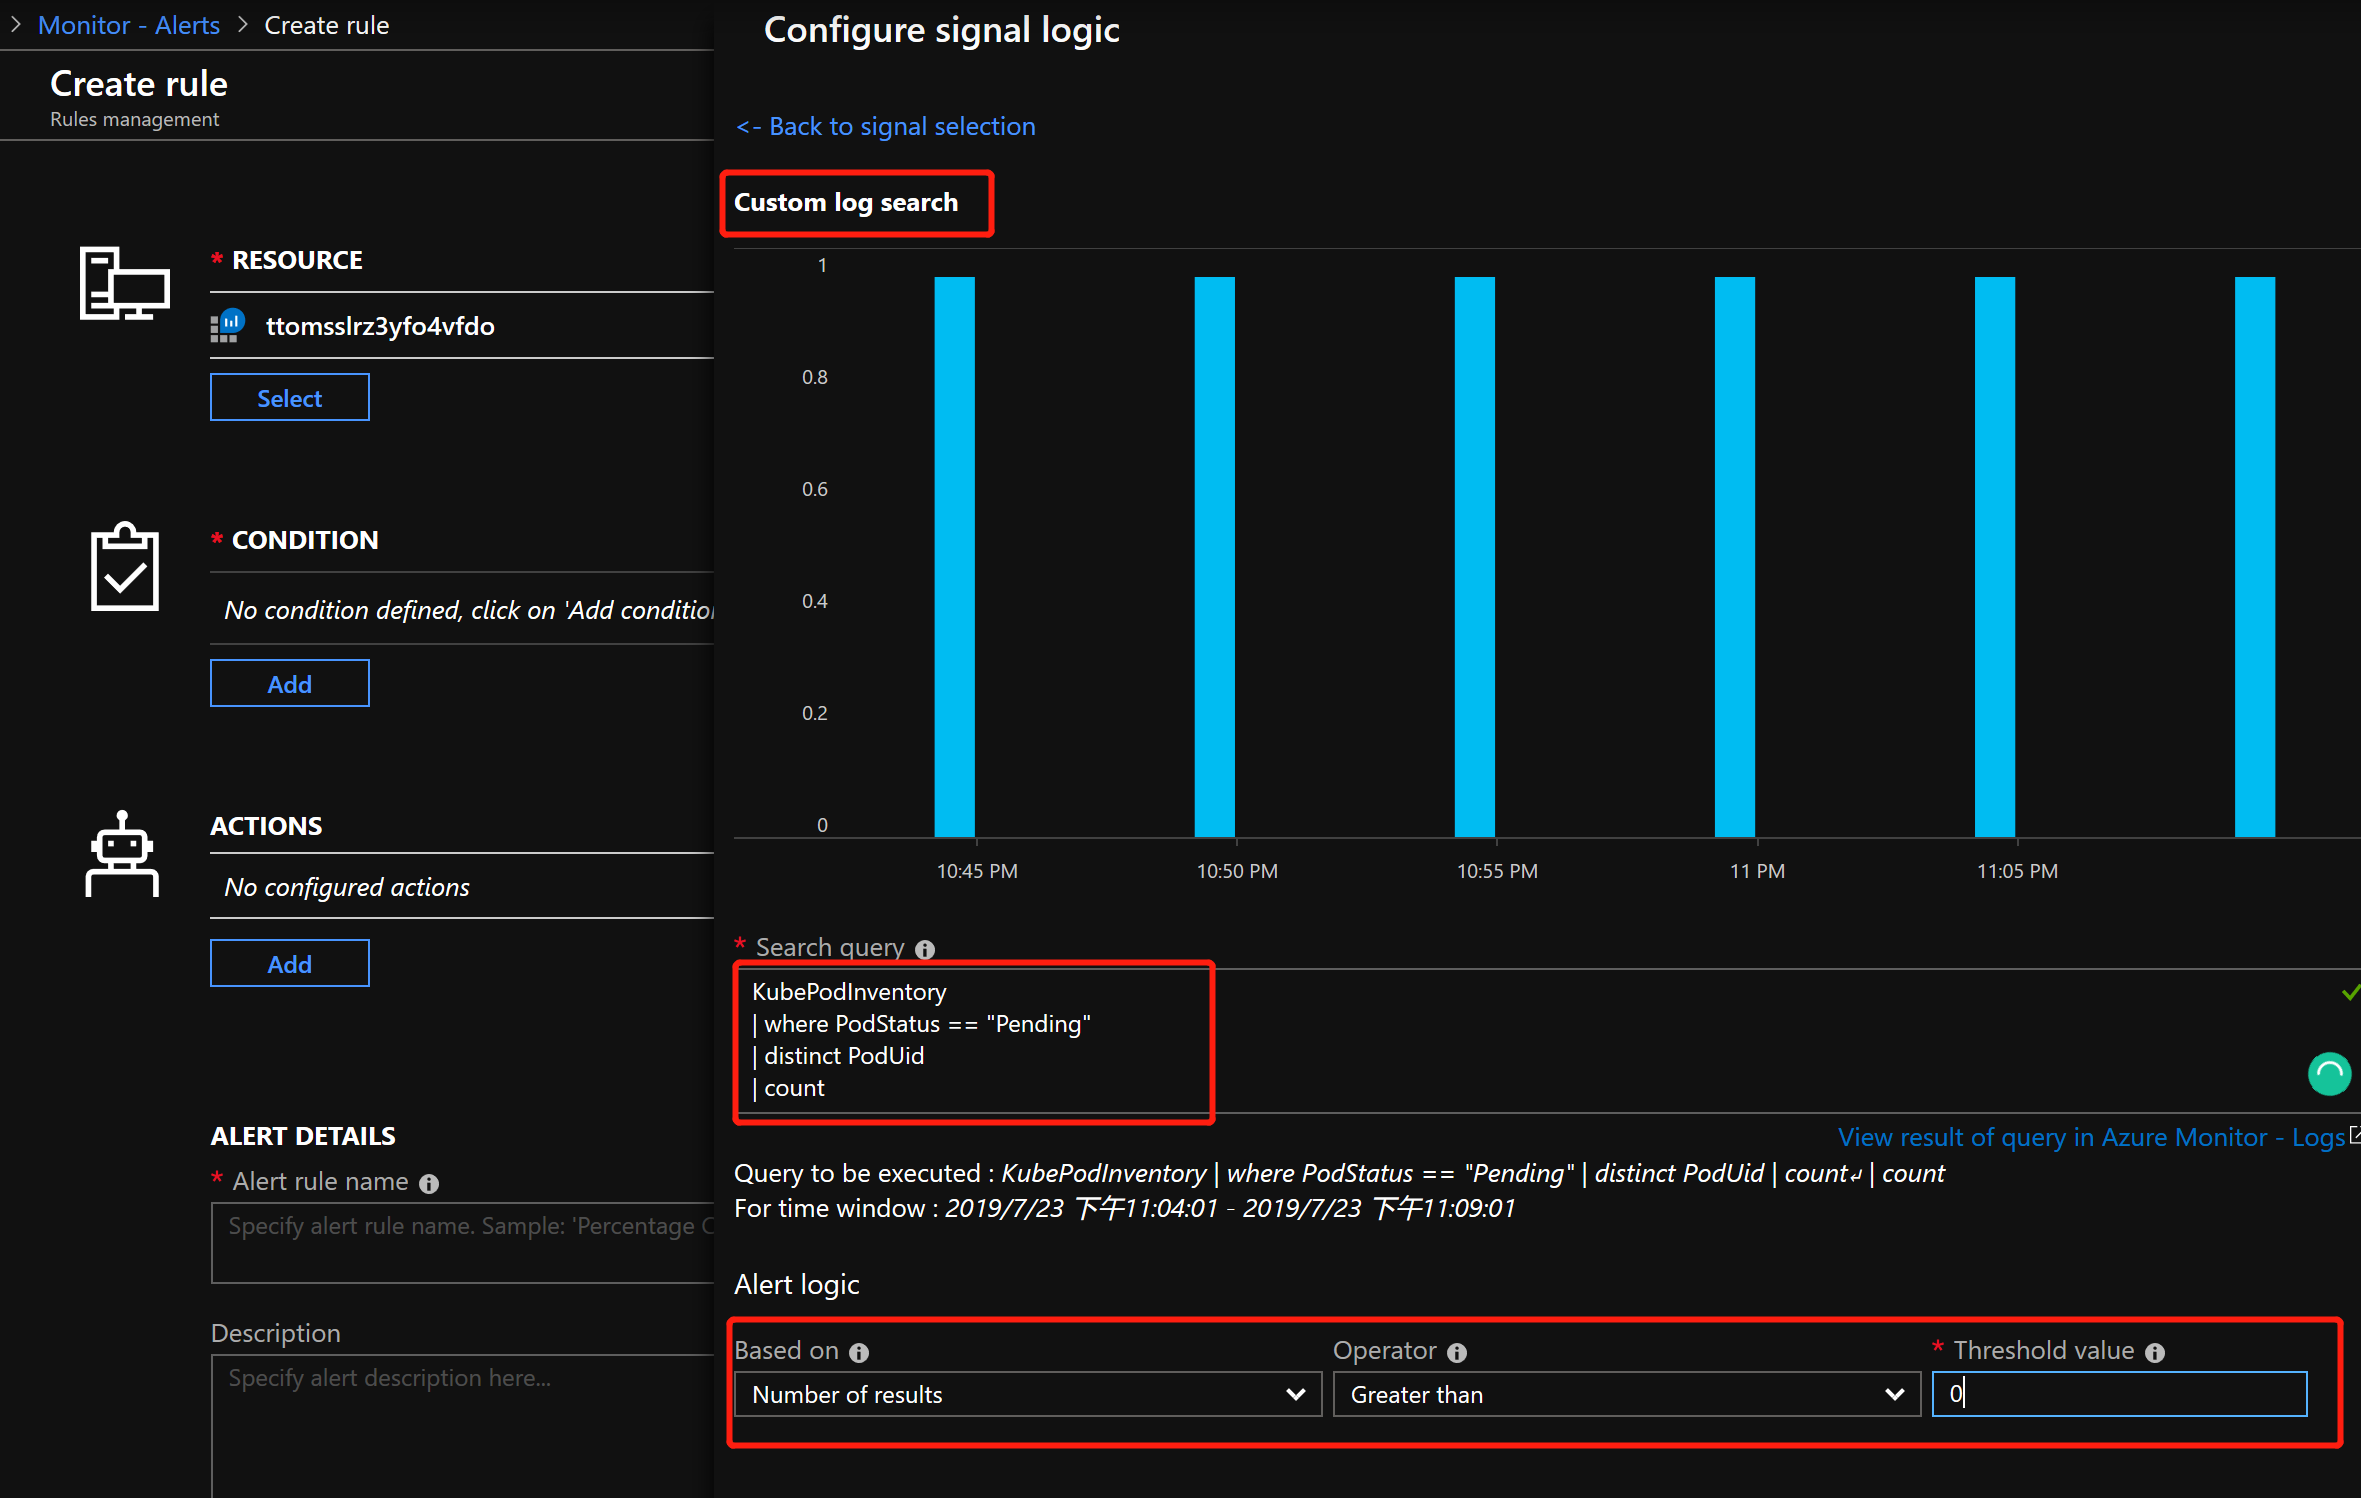 Monitor - Alerts > Create rule
Create rule
Rules management
* RESOURCE
ttomsslrz3yfo4vfdo
Select
* CONDITION
No condition defined, click on 'Add condition
Add
ACTIONS
No configured actions
Add
ALERT DETAILS
* Alert rule name
Specify alert rule name. Sample: 'Percentage C
Description
Specify alert description here...
Configure signal logic
<- Back to signal selection
Custom log search
1
0.8
0.6
0.4
0.2
0
10:45 PM
10:50 PM
10:55 PM
11 PM
11:05 PM
* Search query
KubePodInventory
| where PodStatus == "Pending"
| distinct PodUid
| count
View result of query in Azure Monitor - Logs
Query to be executed : KubePodInventory | where PodStatus == "Pending" | distinct PodUid | count↲ | count
For time window : 2019/7/23 下午11:04:01 - 2019/7/23 下午11:09:01
Alert logic
Based on
Operator
* Threshold value
Number of results
Greater than
0